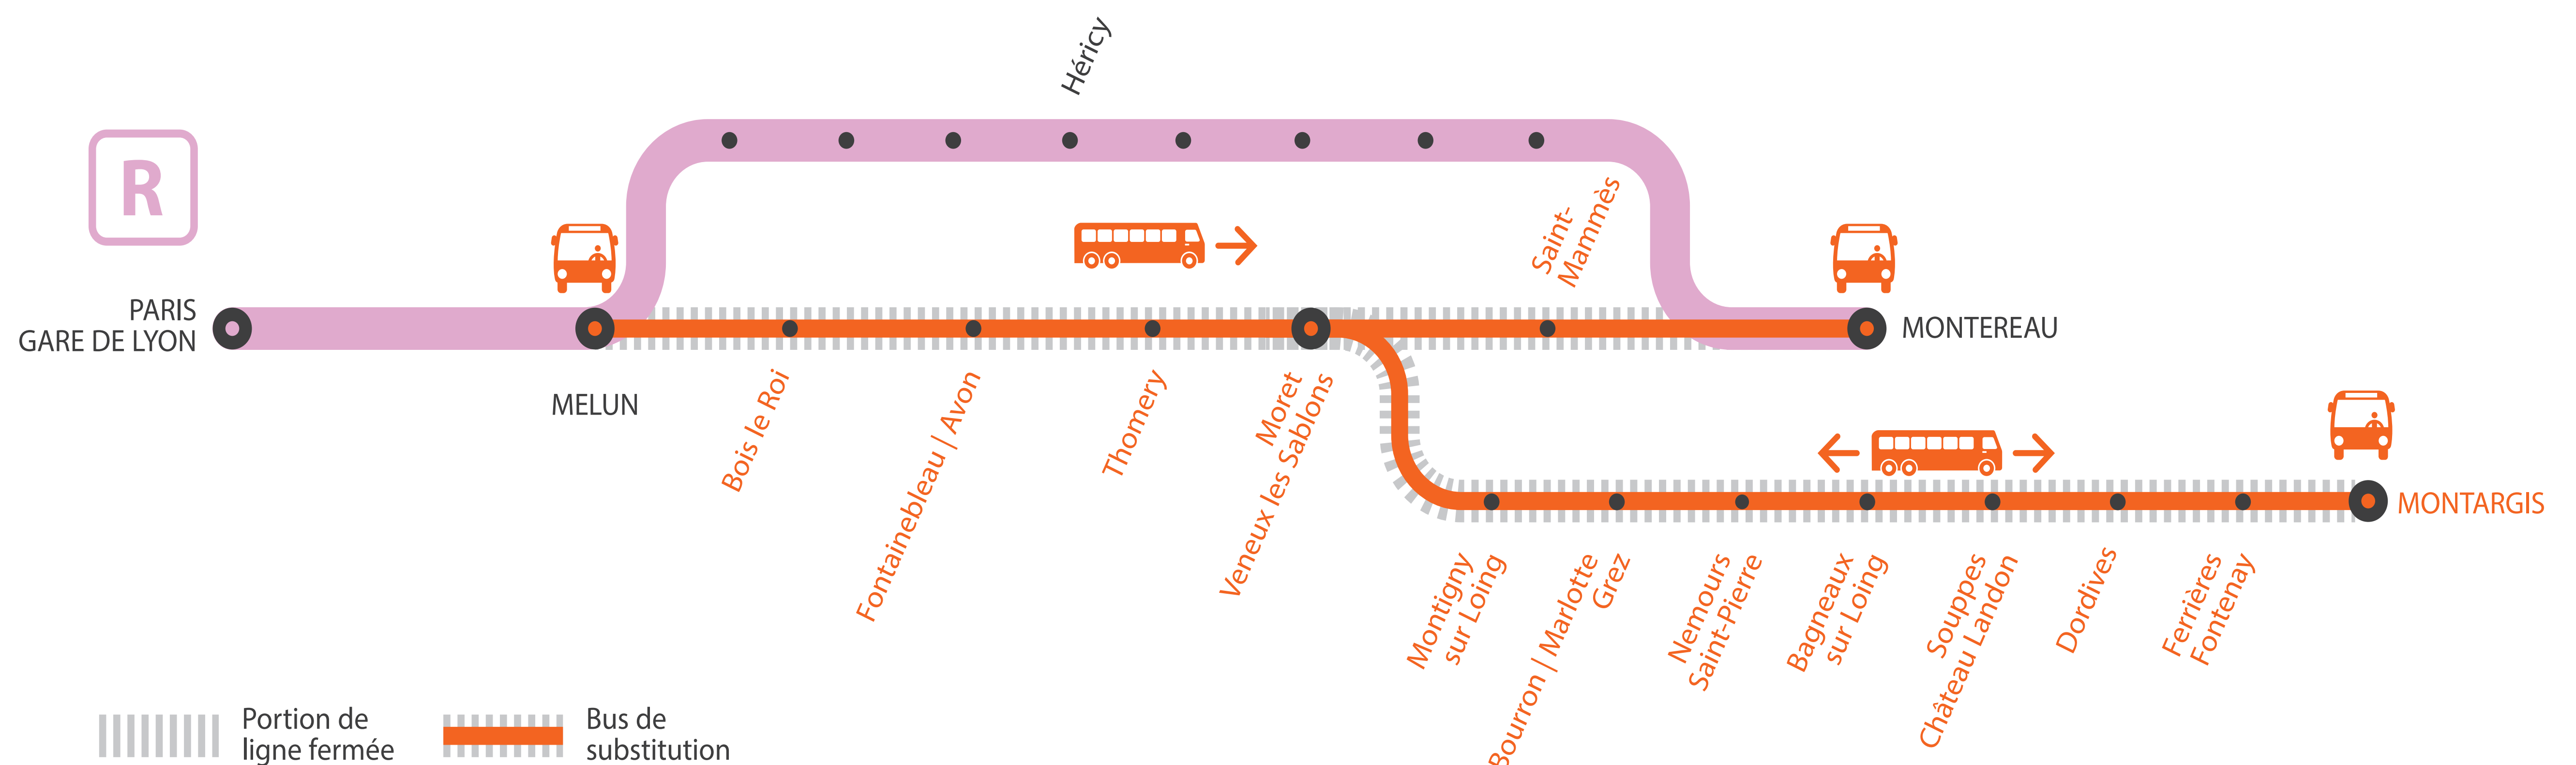 Héricy
R
Saint-
Mammès
PARIS
GARE DE LYON
MONTEREAU
MELUN
Bois le Roi
Fontainebleau | Avon
Thomery
Moret
Veneux les Sablons
MONTARGIS
Montigny
sur Loing
Bourron | Marlotte
Grez
Nemours
Saint-Pierre
Bagneaux
sur Loing
Souppes
Château Landon
Dordives
Ferrières
Fontenay
Portion de
ligne fermée
Bus de
substitution